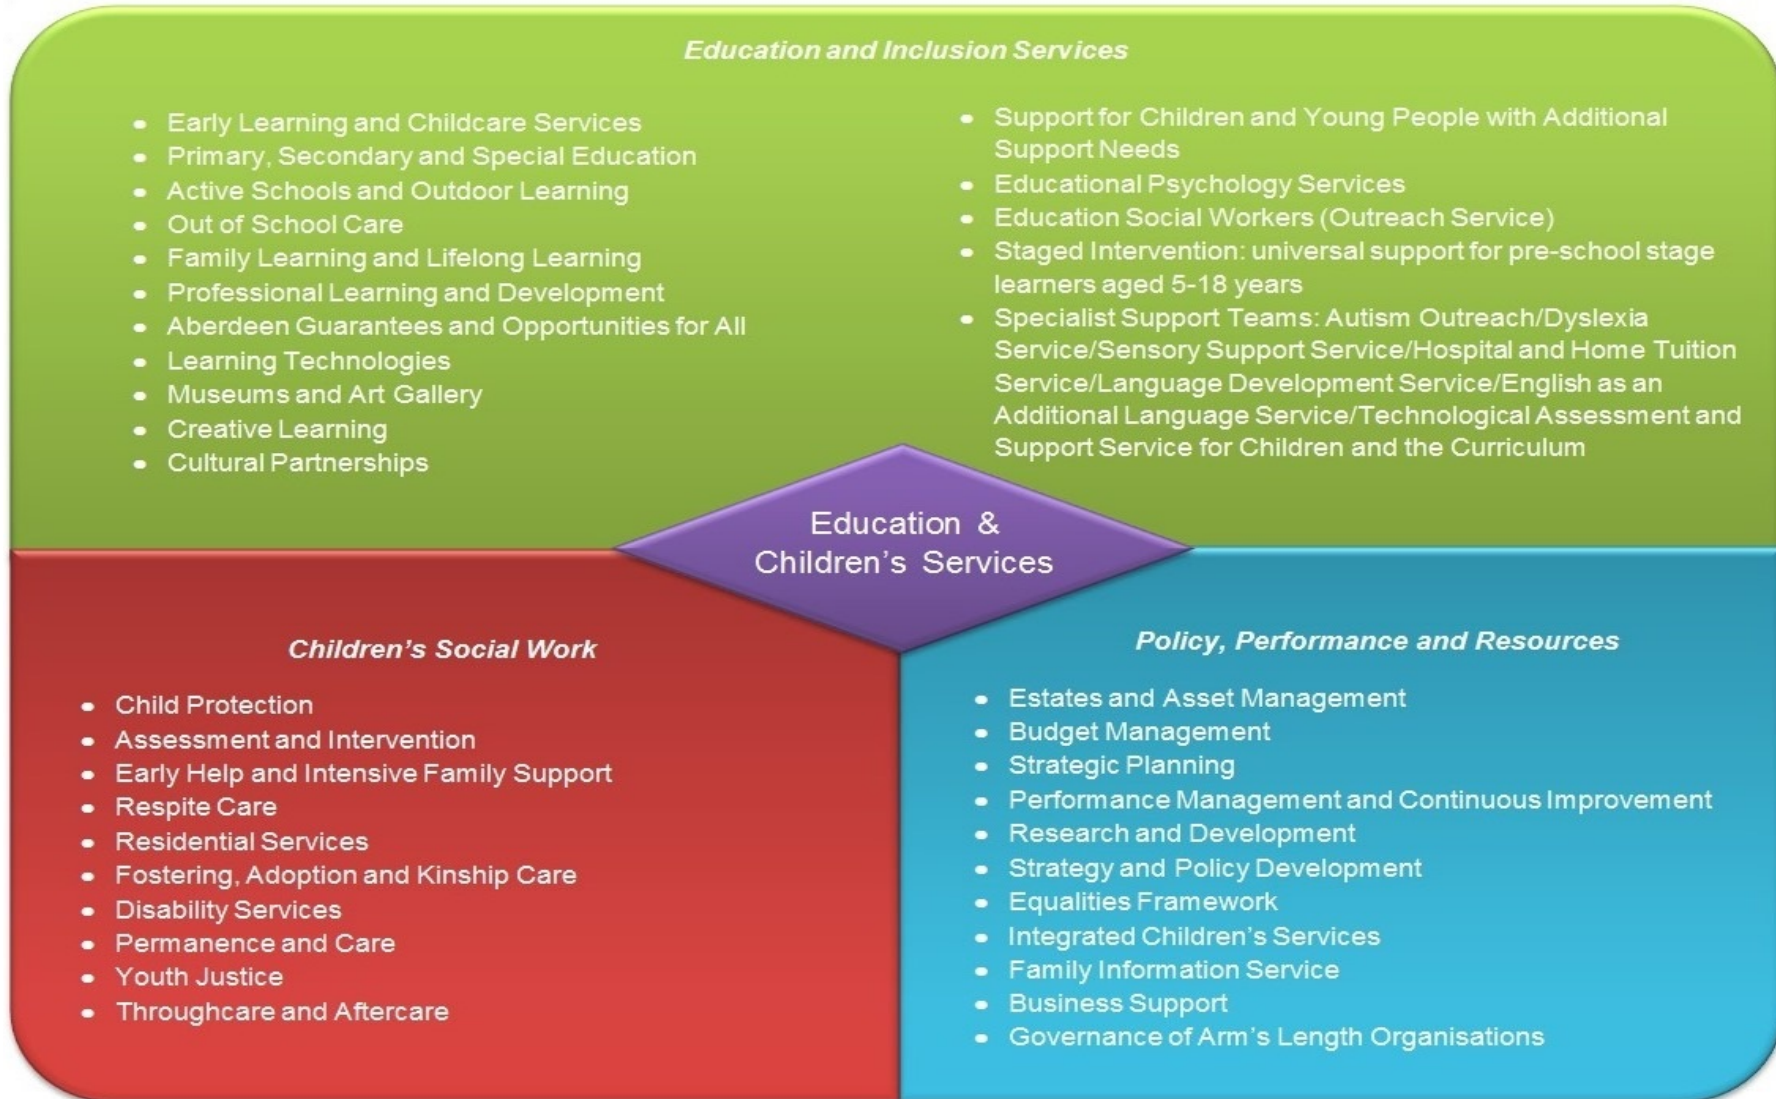 Education and Inclusion Services
• Early Learning and Childcare Services
• Primary, Secondary and Special Education
• Active Schools and Outdoor Learning
• Out of School Care
• Family Learning and Lifelong Learning
• Professional Learning and Development
• Aberdeen Guarantees and Opportunities for All
• Learning Technologies
• Museums and Art Gallery
• Creative Learning
• Cultural Partnerships
• Support for Children and Young People with Additional
Support Needs
• Educational Psychology Services
• Education Social Workers (Outreach Service)
• Staged Intervention: universal support for pre-school stage
learners aged 5-18 years
• Specialist Support Teams: Autism Outreach/Dyslexia
Service/Sensory Support Service/Hospital and Home Tuition
Service/Language Development Service/English as an
Additional Language Service/Technological Assessment and
Support Service for Children and the Curriculum
Education &
Children's Services
Children's Social Work
• Child Protection
• Assessment and Intervention
• Early Help and Intensive Family Support
• Respite Care
• Residential Services
• Fostering, Adoption and Kinship Care
• Disability Services
• Permanence and Care
• Youth Justice
• Throughcare and Aftercare
Policy, Performance and Resources
• Estates and Asset Management
• Budget Management
• Strategic Planning
• Performance Management and Continuous Improvement
• Research and Development
• Strategy and Policy Development
• Equalities Framework
• Integrated Children's Services
• Family Information Service
• Business Support
• Governance of Arm's Length Organisations